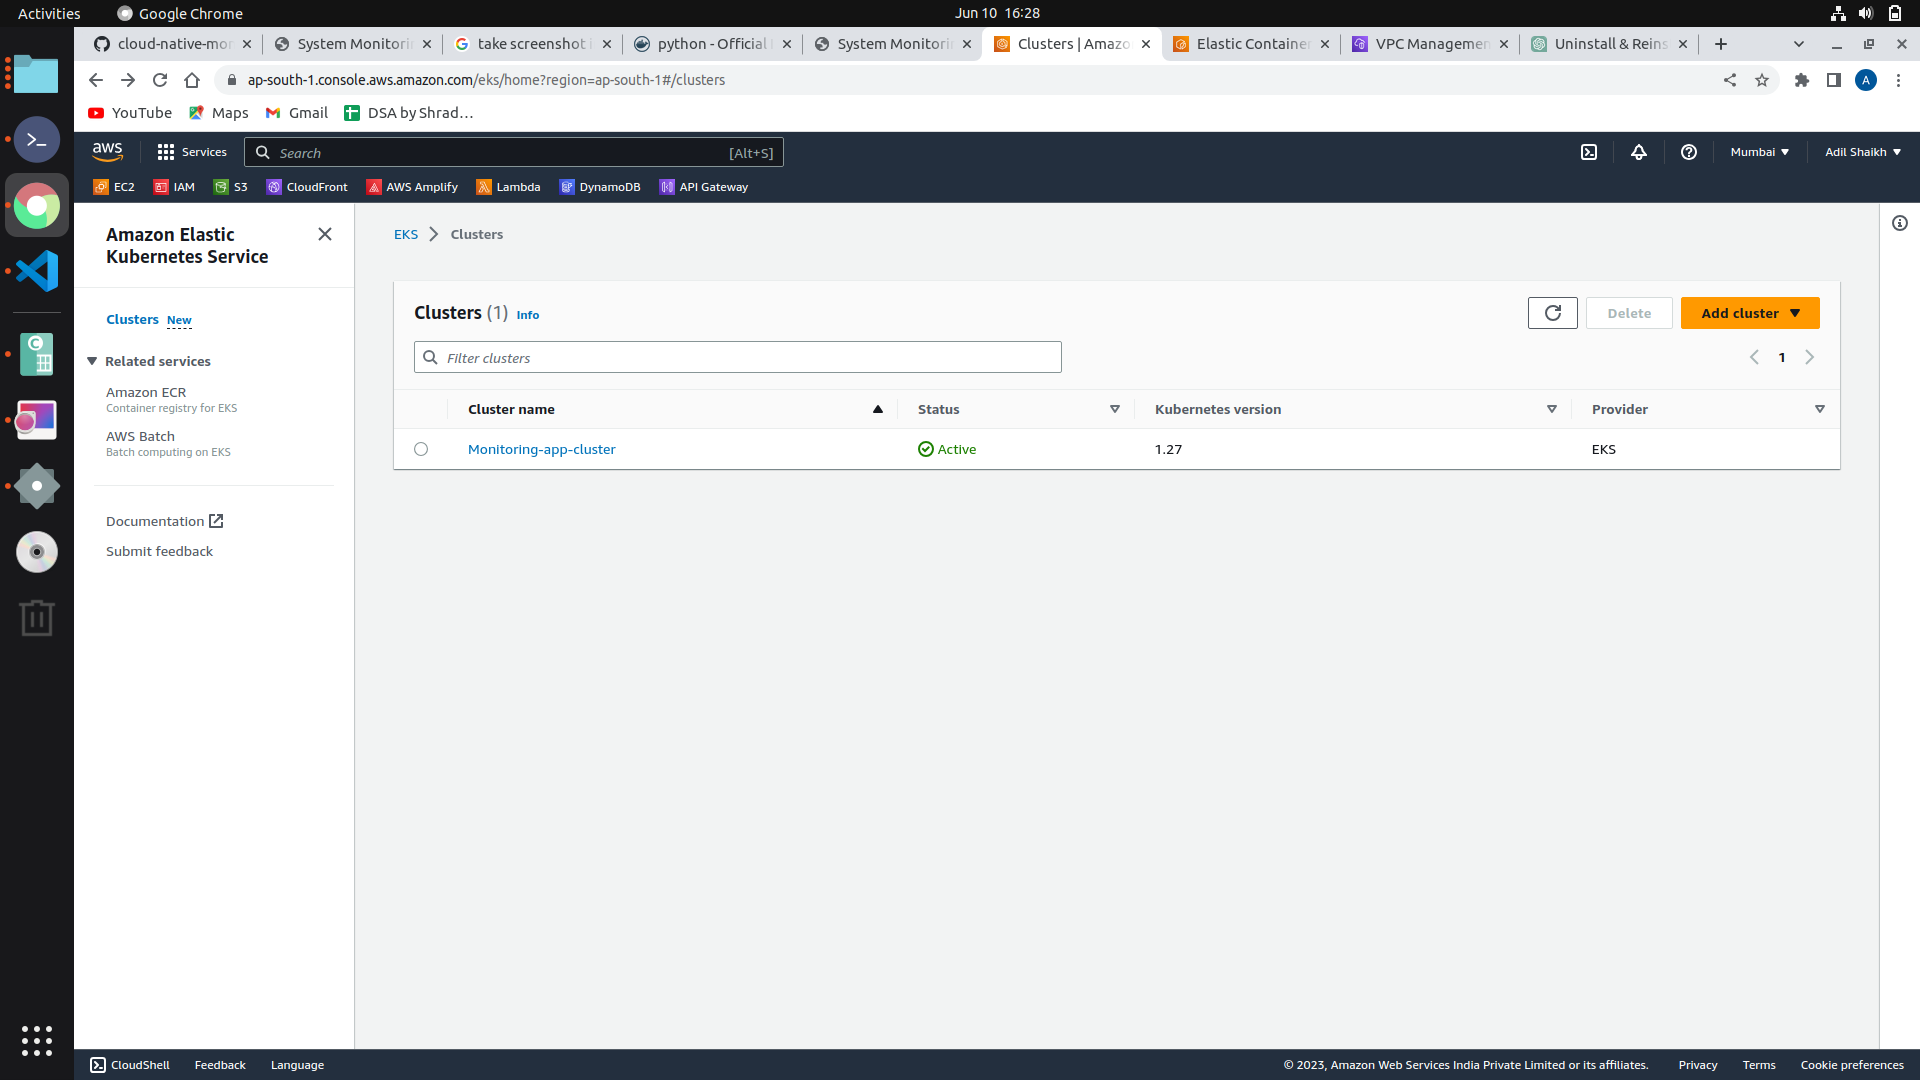 Activities
Google Chrome
Jun 10 16:28
cloud-native-mor
System Monitorin
take screenshot i
python - Official
System Monitorin
Clusters | Amazo
Elastic Container
VPC Managemen
Uninstall & Reins
ap-south-1.console.aws.amazon.com/eks/home?region=ap-south-1#/clusters
A
YouTube
Maps
Gmail
DSA by Shrad...
aws
Services
Search
[Alt+S]
Mumbai
Adil Shaikh
EC2
IAM
S3
CloudFront
AWS Amplify
Lambda
DynamoDB
API Gateway
Amazon Elastic
Kubernetes Service
Clusters New
Related services
Amazon ECR
Container registry for EKS
AWS Batch
Batch computing on EKS
Documentation
Submit feedback
EKS
Clusters
Clusters (1) Info
Delete
Add cluster
Filter clusters
1
Cluster name
Status
Kubernetes version
Provider
Monitoring-app-cluster
Active
1.27
EKS
CloudShell
Feedback
Language
© 2023, Amazon Web Services India Private Limited or its affiliates.
Privacy
Terms
Cookie preferences